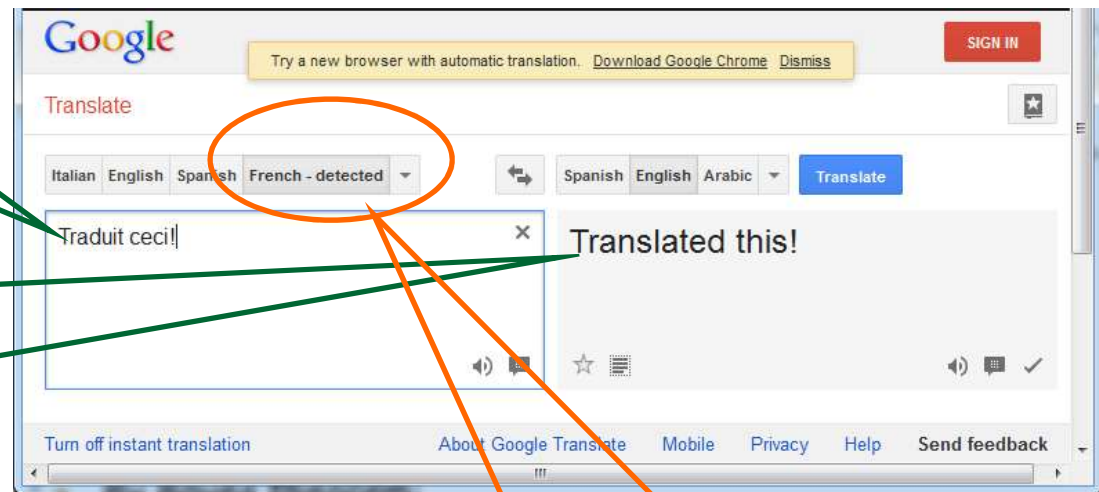 Google
SIGN IN
Try a new browser with automatic translation. Download Google Chrome Dismiss
Translate
Italian English Spanish French - detected Spanish English Arabic Translate
Traduit ceci!
Translated this!
Turn off instant translation About Google Translate Mobile Privacy Help Send feedback